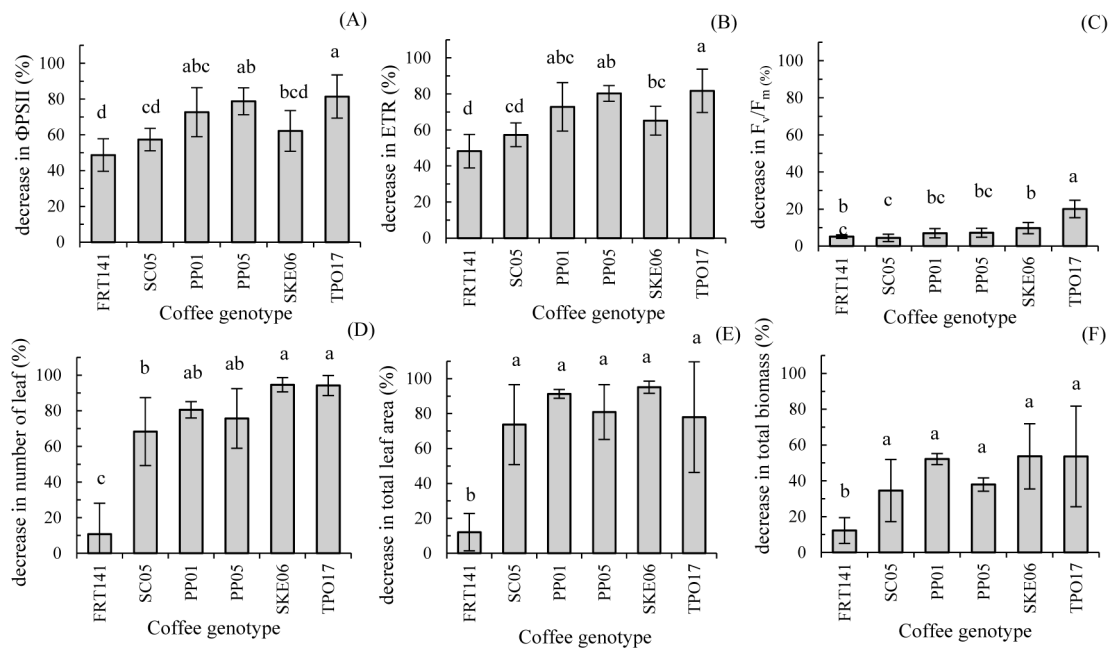 (A)
decrease in ΦPSII (%)
100
80
60
40
20
0
d
cd
abc
ab
bcd
a
FRT141
SC05
PP01
PP05
SKE06
TPO17
Coffee genotype
(B)
decrease in ETR (%)
100
80
60
40
20
0
d
cd
abc
ab
bc
a
FRT141
SC05
PP01
PP05
SKE06
TPO17
Coffee genotype
(C)
decrease in Fv/Fm (%)
100
80
60
40
20
0
b
c
c
bc
bc
b
a
FRT141
SC05
PP01
PP05
SKE06
TPO17
Coffee genotype
(D)
decrease in number of leaf (%)
100
80
60
40
20
0
c
b
ab
ab
a
a
FRT141
SC05
PP01
PP05
SKE06
TPO17
Coffee genotype
(E)
decrease in total leaf area (%)
100
80
60
40
20
0
b
a
a
a
a
a
FRT141
SC05
PP01
PP05
SKE06
TPO17
Coffee genotype
(F)
decrease in total biomass (%)
100
80
60
40
20
0
b
a
a
a
a
a
FRT141
SC05
PP01
PP05
SKE06
TPO17
Coffee genotype